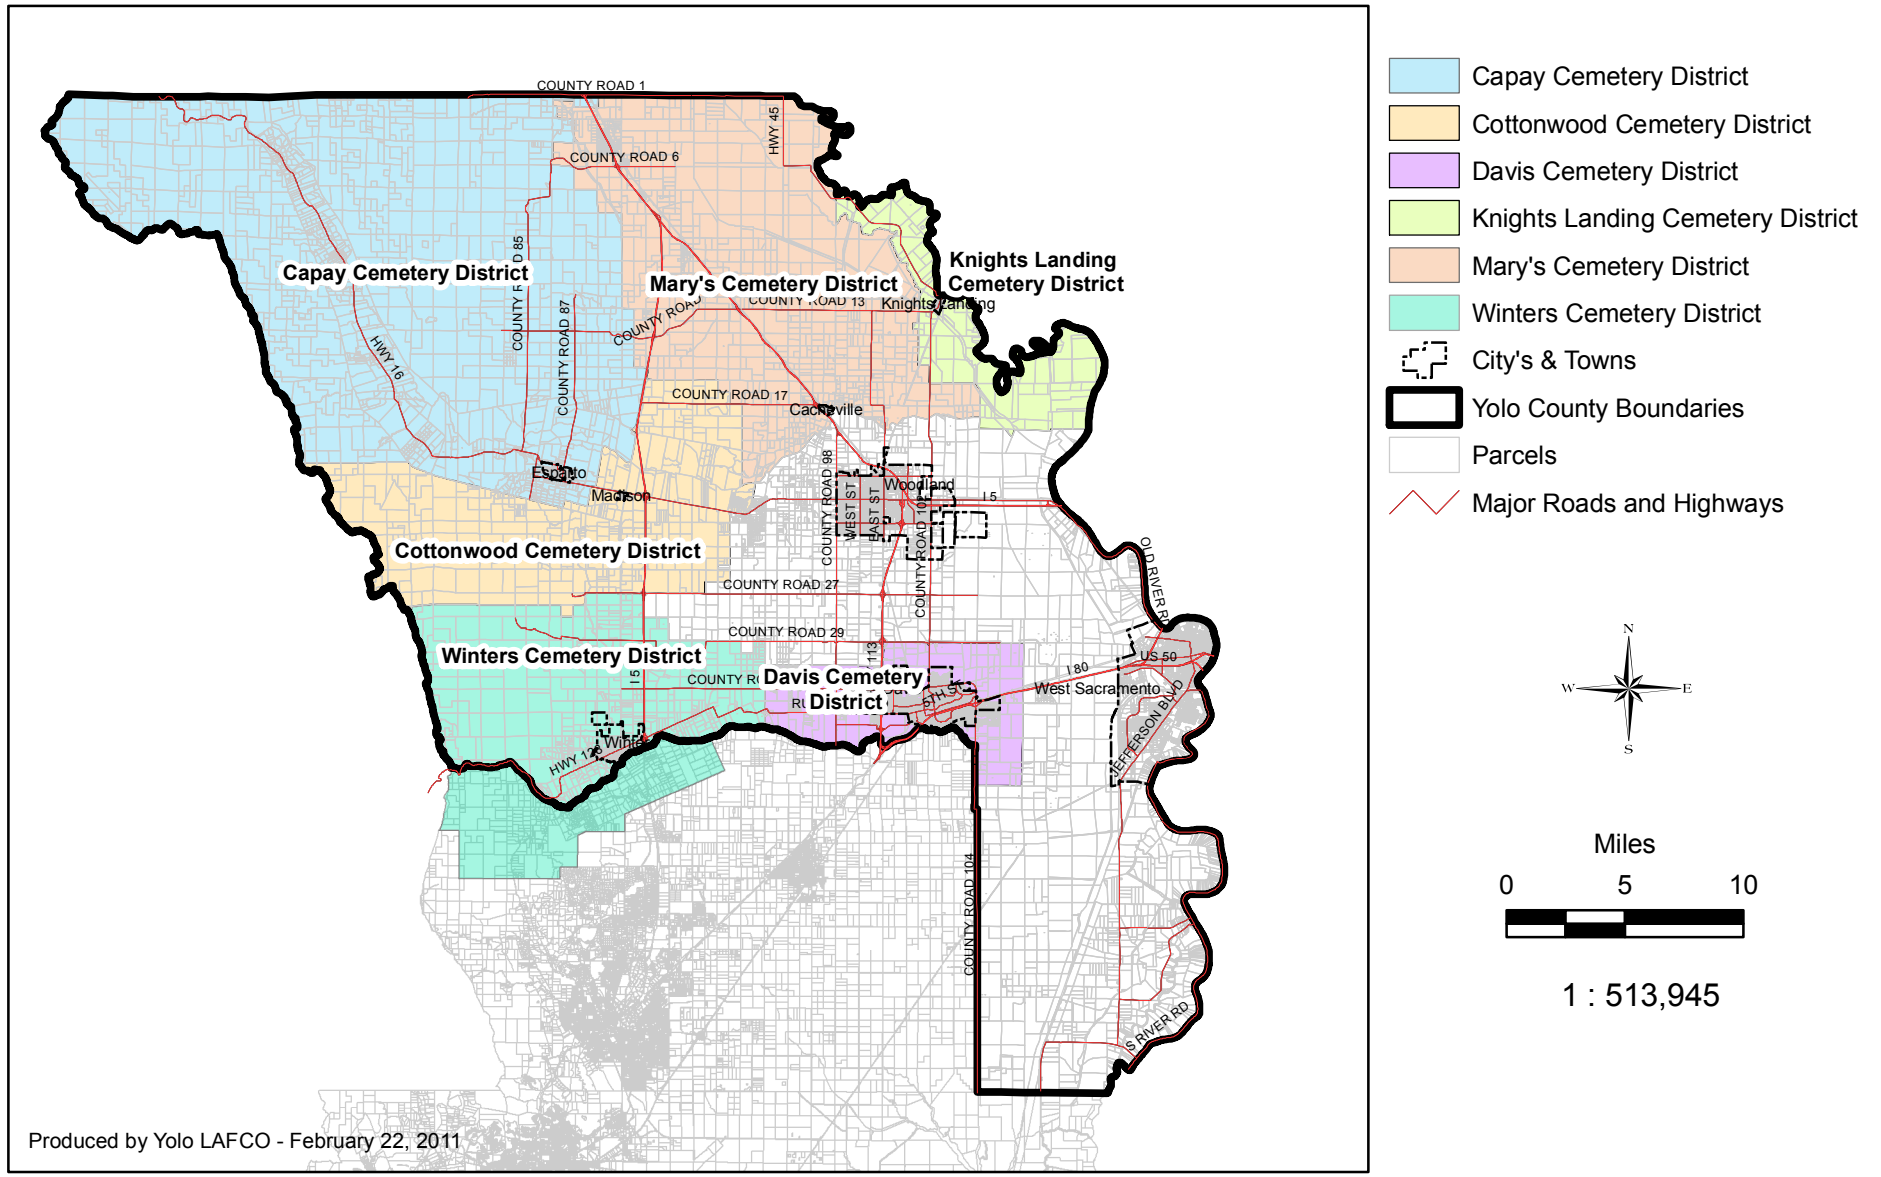 COUNTY ROAD 1
HWY 45
COUNTY ROAD 6
Capay Cemetery District
Mary's Cemetery District
Knights Landing
Cemetery District
COUNTY ROAD 85
COUNTY ROAD 87
COUNTY ROAD
COUNTY ROAD 13
Knights Landing
HWY 16
COUNTY ROAD 17
Cacheville
Esparto
Madison
COUNTY ROAD 98
WEST ST
EAST ST
Woodland
I 5
Cottonwood Cemetery District
COUNTY ROAD 27
OLD RIVER RD
COUNTY ROAD 29
Winters Cemetery District
I 5
113
Davis Cemetery
District
5TH ST
I 80
US 50
West Sacramento
JEFFERSON BLVD
HWY 128
Winters
COUNTY ROAD 104
S RIVER RD
Produced by Yolo LAFCO - February 22, 2011
Capay Cemetery District
Cottonwood Cemetery District
Davis Cemetery District
Knights Landing Cemetery District
Mary's Cemetery District
Winters Cemetery District
City's & Towns
Yolo County Boundaries
Parcels
Major Roads and Highways
N
W E
S
Miles
0 5 10
1 : 513,945